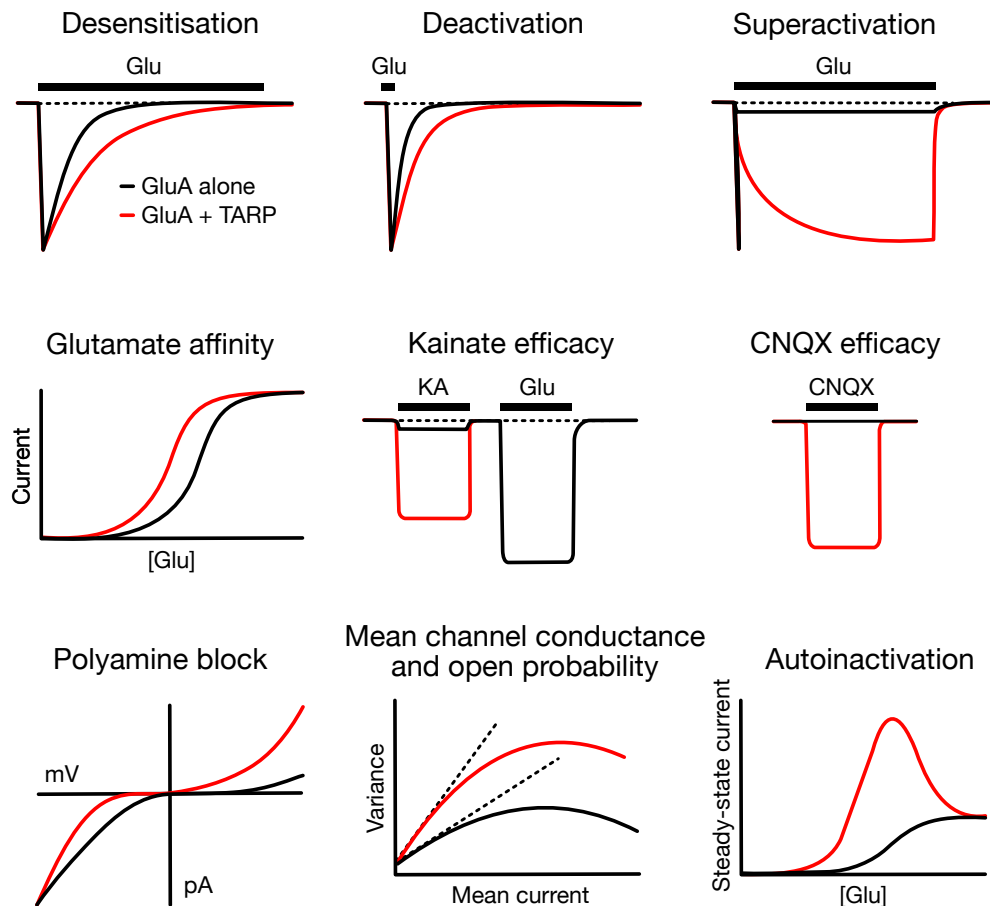 Desensitisation
Glu
GluA alone
GluA + TARP
Deactivation
Glu
Superactivation
Glu
Glutamate affinity
Current
[Glu]
Kainate efficacy
KA
Glu
CNQX efficacy
CNQX
Polyamine block
mV
pA
Mean channel conductance
and open probability
Variance
Mean current
Autoinactivation
Steady-state current
[Glu]